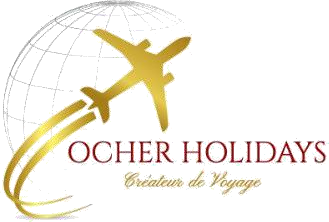 OCHER HOLIDAYS
Créateur de Voyage